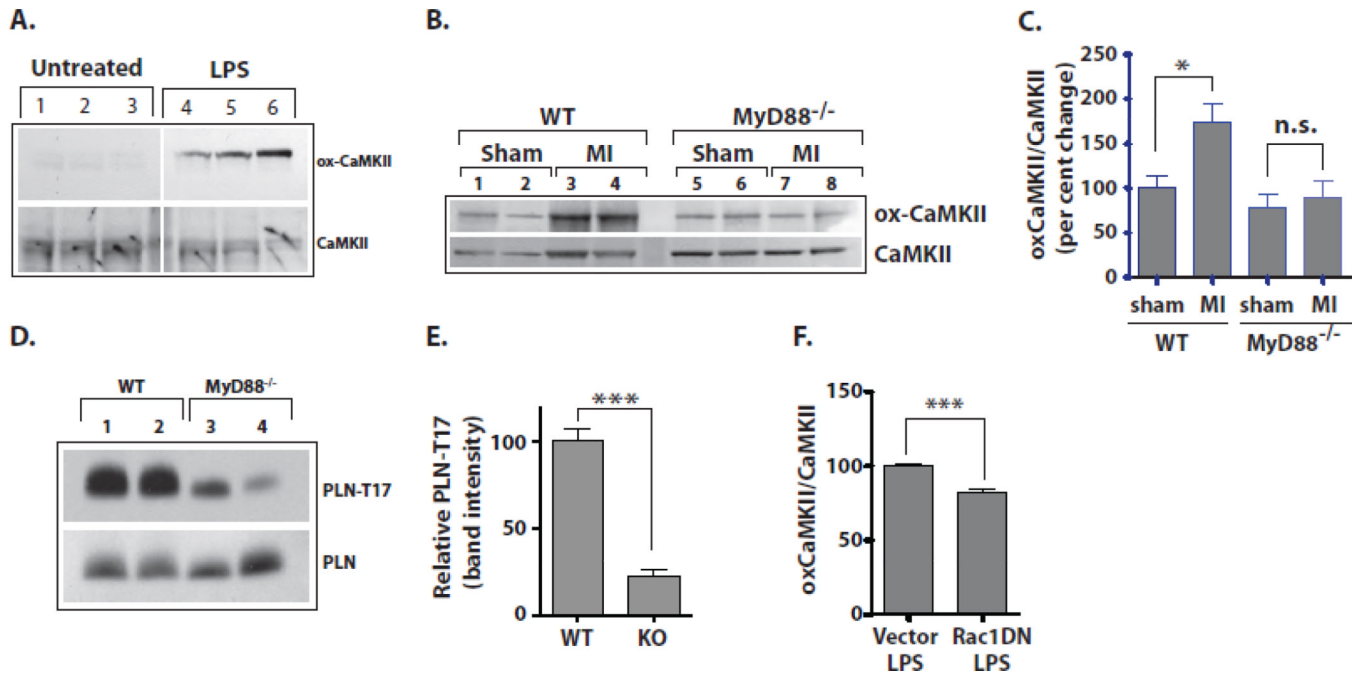 A.
Untreated LPS
1 2 3 4 5 6
ox-CaMKII
CaMKII
B.
WT MyD88-/-
Sham MI Sham MI
1 2 3 4 5 6 7 8
ox-CaMKII
CaMKII
C.
oxCaMKII/CaMKII
(per cent change)
250
200
150
100
50
0
*
n.s.
sham MI sham MI
WT MyD88-/-
D.
WT MyD88-/-
1 2 3 4
PLN-T17
PLN
E.
Relative PLN-T17
(band intensity)
100
50
0
***
WT KO
F.
oxCaMKII/CaMKII
150
100
50
0
***
Vector Rac1DN
LPS LPS